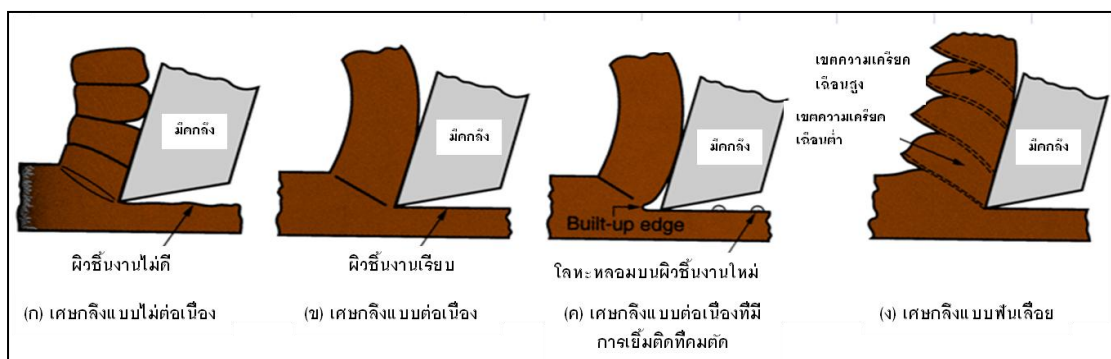 มีดกลึง
ผิวชิ้นงานไม่ดี
(ก) เศษกลึงแบบไม่ต่อเนื่อง
มีดกลึง
ผิวชิ้นงานเรียบ
(ข) เศษกลึงแบบต่อเนื่อง
มีดกลึง
Built-up edge
โลหะหลอมบนผิวชิ้นงานใหม่
(ค) เศษกลึงแบบต่อเนื่องที่มี
การเยิ้มติดที่คมตัด
เขตความเครียด
เฉือนสูง
เขตความเครียด
เฉือนต่ำ
มีดกลึง
(ง) เศษกลึงแบบฟันเลื่อย